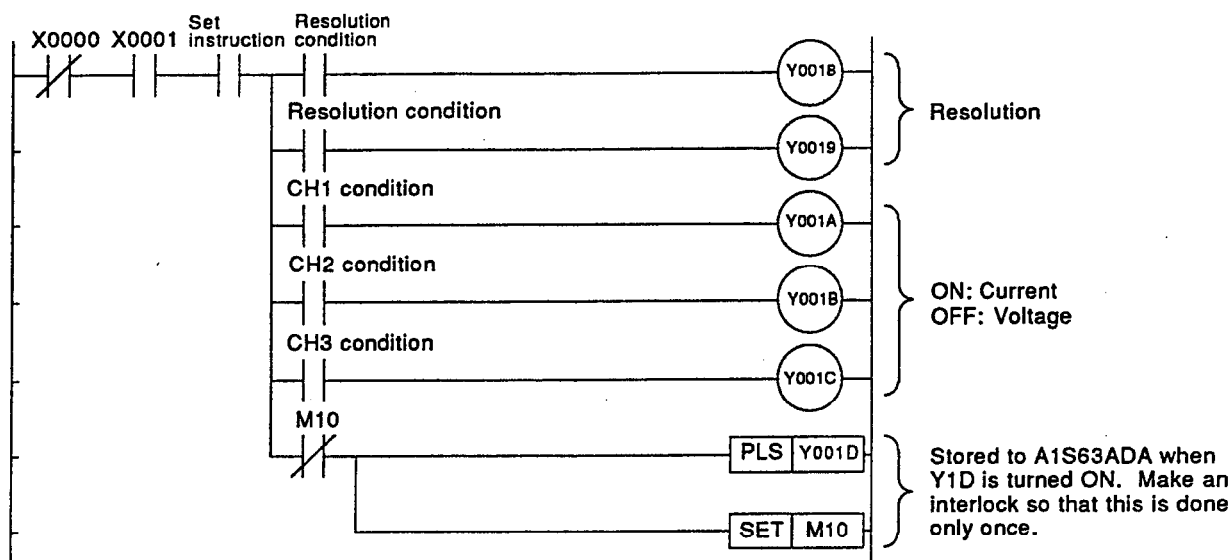 Set Resolution
X0000 X0001 instruction condition
Y001B
Resolution condition
Resolution
Y0019
CH1 condition
Y001A
CH2 condition
Y001B
ON: Current
OFF: Voltage
CH3 condition
Y001C
M10
PLS Y001D
Stored to A1S63ADA when
Y1D is turned ON. Make an
interlock so that this is done
only once.
SET M10